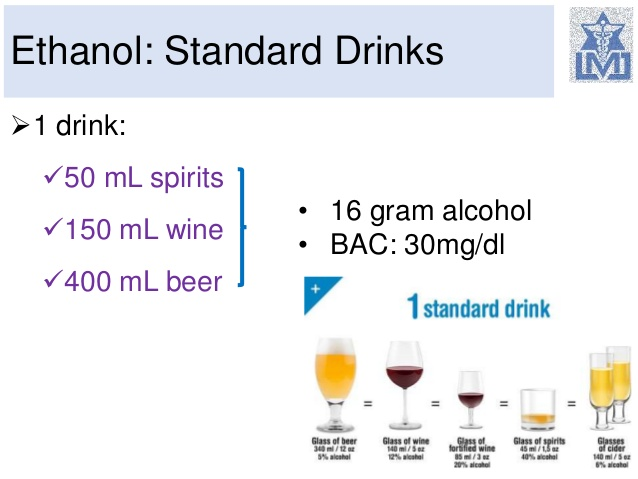 Ethanol: Standard Drinks
LMJ
➢1 drink:
✓50 mL spirits
✓150 mL wine
✓400 mL beer
• 16 gram alcohol
• BAC: 30mg/dl
+
1 standard drink
= = = =
Glass of beer
340 ml / 12 oz
5% alcohol
Glass of wine
140 ml / 5 oz
12% alcohol
Glass of
fortified wine
85 ml / 3 oz
20% alcohol
Glass of spirits
45 ml / 1,5 oz
40% alcohol
Glasses
of cider
140 ml / 5 oz
6% alcohol